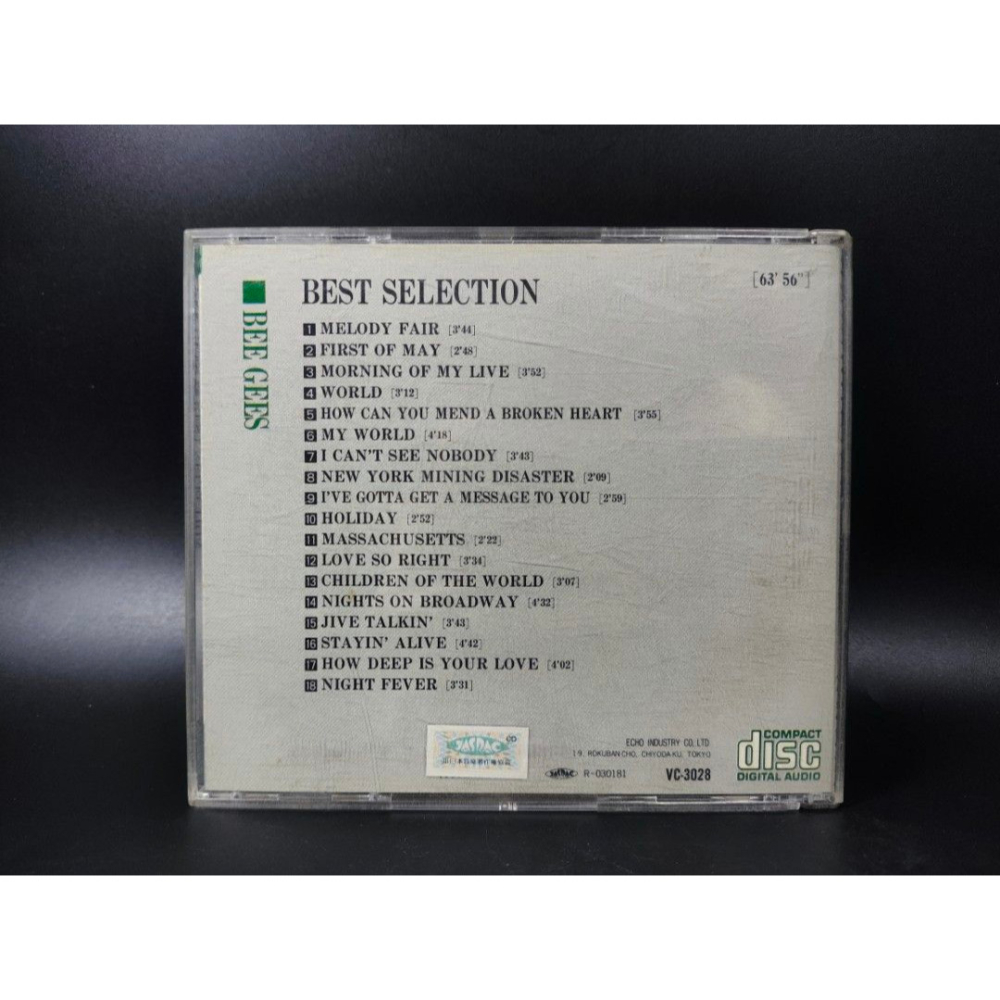 BEE GEES
BEST SELECTION
[63' 56"]
1 MELODY FAIR [3'44]
2 FIRST OF MAY [2'48]
3 MORNING OF MY LIVE [3'52]
4 WORLD [3'12]
5 HOW CAN YOU MEND A BROKEN HEART [3'55]
6 MY WORLD [4'18]
7 I CAN'T SEE NOBODY [3'43]
8 NEW YORK MINING DISASTER [2'09]
9 I'VE GOTTA GET A MESSAGE TO YOU [2'59]
10 HOLIDAY [2'52]
11 MASSACHUSETTS [2'22]
12 LOVE SO RIGHT [3'34]
13 CHILDREN OF THE WORLD [3'07]
14 NIGHTS ON BROADWAY [4'32]
15 JIVE TALKIN' [3'43]
16 STAYIN' ALIVE [4'42]
17 HOW DEEP IS YOUR LOVE [4'02]
18 NIGHT FEVER [3'31]
JASRAC
CD
ECHO INDUSTRY CO. LTD.
1 9, ROKUBAN-CHO, CHIYODA-KU, TOKYO
JASRAC R-030181 VC-3028
COMPACT
disc
DIGITAL AUDIO